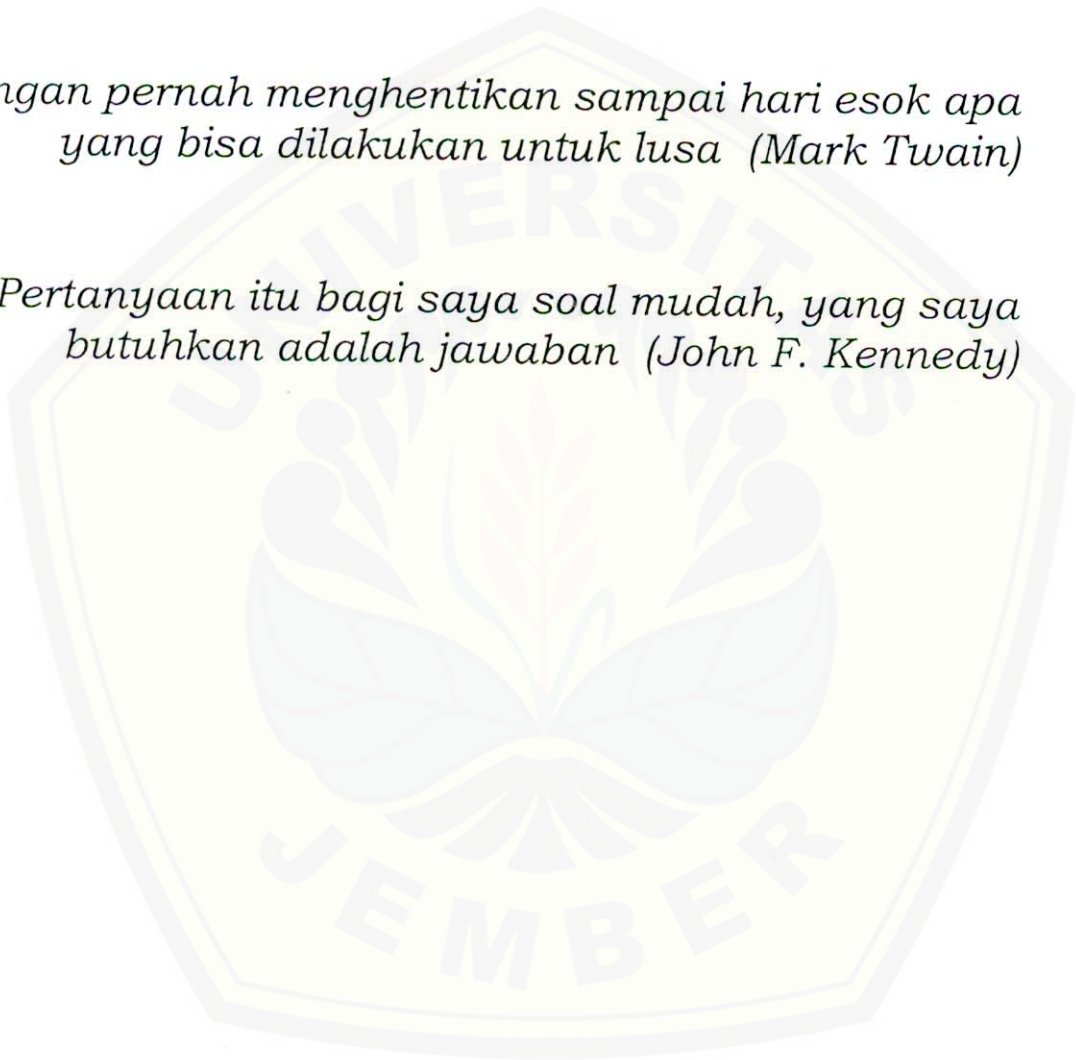 ngan pernah menghentikan sampai hari esok apa
yang bisa dilakukan untuk lusa (Mark Twain)
Pertanyaan itu bagi saya soal mudah, yang saya
butuhkan adalah jawaban (John F. Kennedy)
UNIVERSITAS
JEMBER